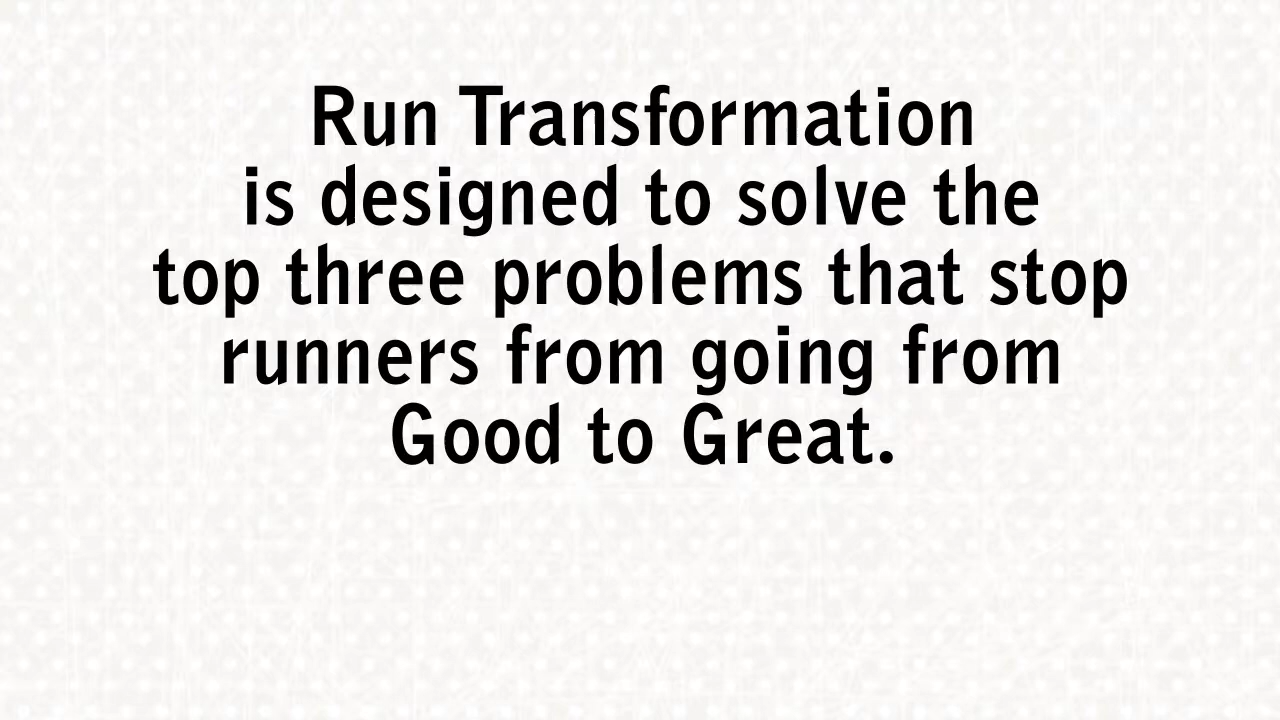 Run Transformation
is designed to solve the
top three problems that stop
runners from going from
Good to Great.